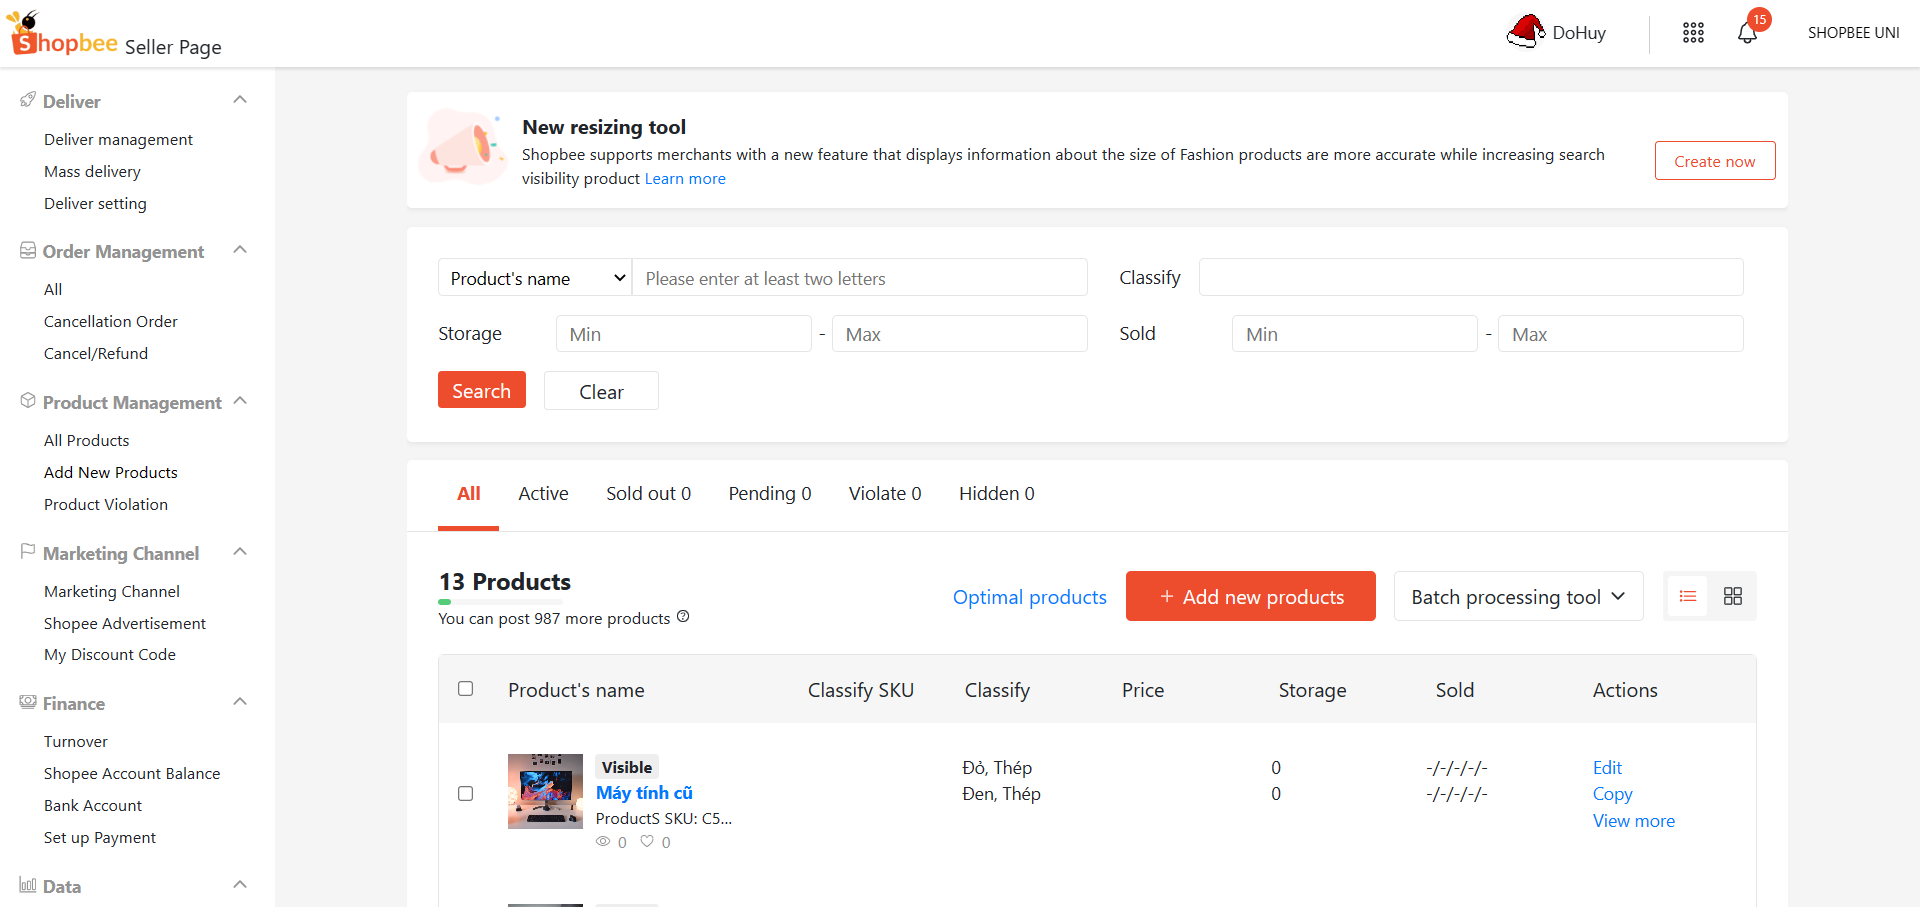 Shopbee Seller Page
DoHuy
15
SHOPBEE UNI
Deliver
Deliver management
Mass delivery
Deliver setting
Order Management
All
Cancellation Order
Cancel/Refund
Product Management
All Products
Add New Products
Product Violation
Marketing Channel
Marketing Channel
Shopee Advertisement
My Discount Code
Finance
Turnover
Shopee Account Balance
Bank Account
Set up Payment
Data
New resizing tool
Shopbee supports merchants with a new feature that displays information about the size of Fashion products are more accurate while increasing search
visibility product Learn more
Create now
Product's name Please enter at least two letters Classify
Storage Min - Max Sold Min - Max
Search Clear
All Active Sold out 0 Pending 0 Violate 0 Hidden 0
13 Products
You can post 987 more products
Optimal products + Add new products Batch processing tool
Product's name Classify SKU Classify Price Storage Sold Actions
Visible
Máy tính cũ
ProductS SKU: C5...
0 0
Đỏ, Thép 0 -/-/-/-/- Edit
Đen, Thép 0 -/-/-/-/- Copy
View more